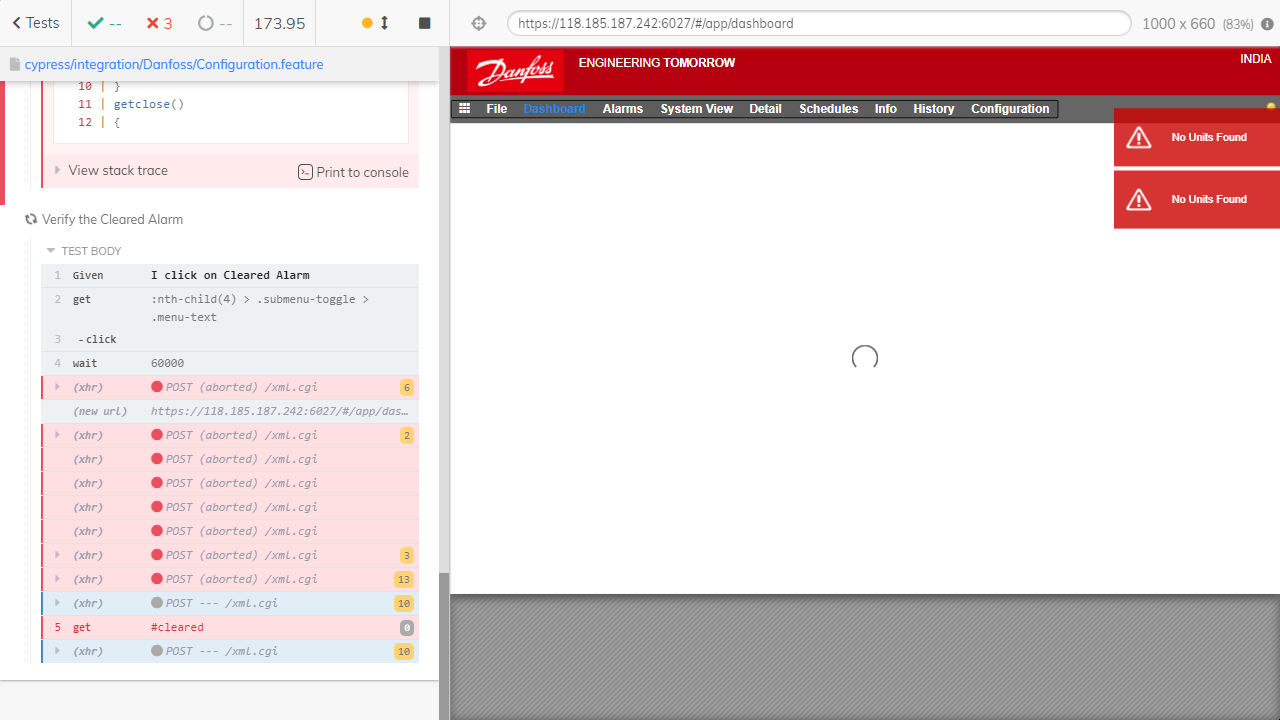 Tests -- 3 -- 173.95
https://118.185.187.242:6027/#/app/dashboard 1000 x 660 (83%)
cypress/integration/Danfoss/Configuration.feature
10 | }
11 | getclose()
12 | {
View stack trace Print to console
Verify the Cleared Alarm
TEST BODY
1 Given I click on Cleared Alarm
2 get :nth-child(4) > .submenu-toggle >
.menu-text
3 -click
4 wait 60000
(xhr) POST (aborted) /xml.cgi 6
(new url) https://118.185.187.242:6027/#/app/das…
(xhr) POST (aborted) /xml.cgi 2
(xhr) POST (aborted) /xml.cgi
(xhr) POST (aborted) /xml.cgi
(xhr) POST (aborted) /xml.cgi
(xhr) POST (aborted) /xml.cgi
(xhr) POST (aborted) /xml.cgi 3
(xhr) POST (aborted) /xml.cgi 13
(xhr) POST --- /xml.cgi 10
5 get #cleared 0
(xhr) POST --- /xml.cgi 10
Danfoss ENGINEERING TOMORROW INDIA
File Dashboard Alarms System View Detail Schedules Info History Configuration
No Units Found
No Units Found